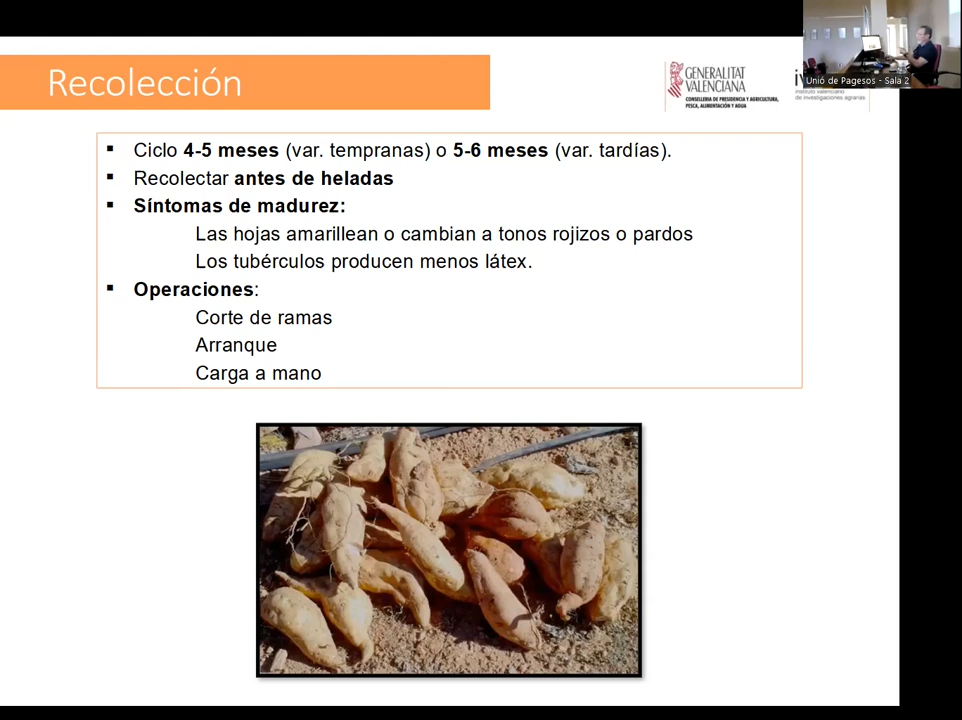 Recolección
GENERALITAT
VALENCIANA
CONSELLERIA DE PRESIDENCIA Y AGRICULTURA,
PESCA, ALIMENTACIÓN Y AGUA
Unió de Pagesos - Sala 2
instituto valenciano
de investigaciones agrarias
▪ Ciclo 4-5 meses (var. tempranas) o 5-6 meses (var. tardías).
▪ Recolectar antes de heladas
▪ Síntomas de madurez:
Las hojas amarillean o cambian a tonos rojizos o pardos
Los tubérculos producen menos látex.
▪ Operaciones:
Corte de ramas
Arranque
Carga a mano